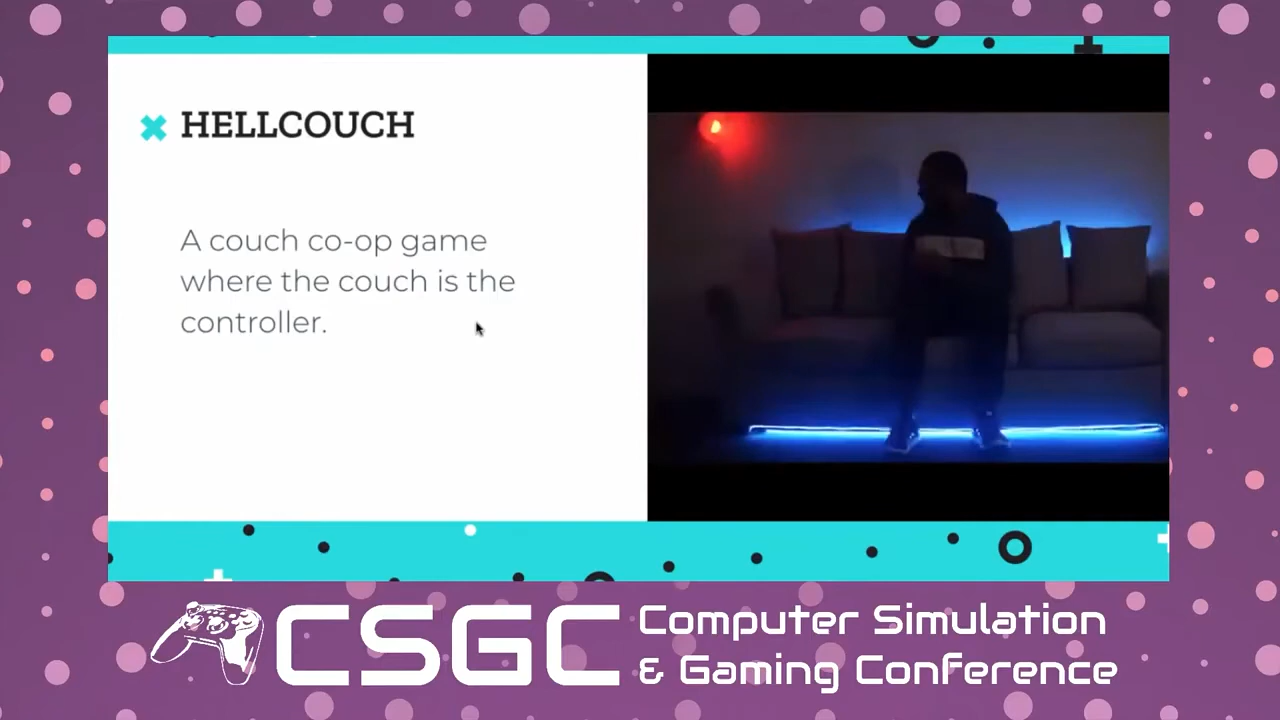 HELLCOUCH
A couch co-op game
where the couch is the
controller.
CSGC
Computer Simulation
& Gaming Conference